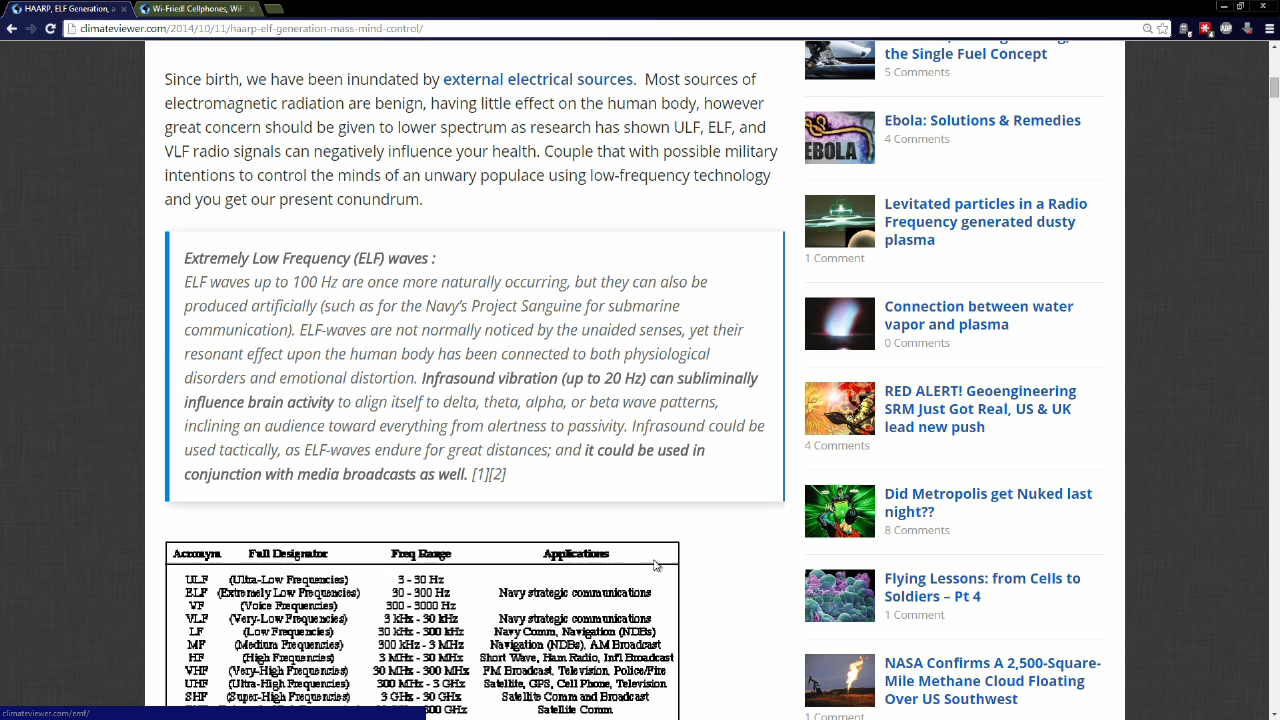 HAARP, ELF Generation, a
Wi-Fried! Cellphones, WiF
climateviewer.com/2014/10/11/haarp-elf-generation-mass-mind-control/
Since birth, we have been inundated by external electrical sources. Most sources of
electromagnetic radiation are benign, having little effect on the human body, however
great concern should be given to lower spectrum as research has shown ULF, ELF, and
VLF radio signals can negatively influence your health. Couple that with possible military
intentions to control the minds of an unwary populace using low-frequency technology
and you get our present conundrum.
Extremely Low Frequency (ELF) waves :
ELF waves up to 100 Hz are once more naturally occurring, but they can also be
produced artificially (such as for the Navy's Project Sanguine for submarine
communication). ELF-waves are not normally noticed by the unaided senses, yet their
resonant effect upon the human body has been connected to both physiological
disorders and emotional distortion. Infrasound vibration (up to 20 Hz) can subliminally
influence brain activity to align itself to delta, theta, alpha, or beta wave patterns,
inclining an audience toward everything from alertness to passivity. Infrasound could be
used tactically, as ELF-waves endure for great distances; and it could be used in
conjunction with media broadcasts as well. [1][2]
Acronym Full Designator Freq Range Applications
ULF (Ultra-Low Frequencies) 3 - 30 Hz
ELF (Extremely Low Frequencies) 30 - 300 Hz Navy strategic communications
VF (Voice Frequencies) 300 - 3000 Hz
VLF (Very-Low Frequencies) 3 kHz - 30 kHz Navy strategic communications
LF (Low Frequencies) 30 kHz - 300 kHz Navy Comm, Navigation (NDBs)
MF (Medium Frequencies) 300 kHz - 3 MHz Navigation (NDBs), AM Broadcast
HF (High Frequencies) 3 MHz - 30 MHz Short Wave, Ham Radio, Int'l Broadcast
VHF (Very-High Frequencies) 30 MHz - 300 MHz FM Broadcast, Television, Police/Fire
UHF (Ultra-High Frequencies) 300 MHz - 3 GHz Satellite, GPS, Cell Phone, Television
SHF (Super-High Frequencies) 3 GHz - 30 GHz Satellite Comm and Broadcast
300 GHz Satellite Comm
climateviewer.com/emf/
the Single Fuel Concept
5 Comments
EBOLA
Ebola: Solutions & Remedies
4 Comments
Levitated particles in a Radio
Frequency generated dusty
plasma
1 Comment
Connection between water
vapor and plasma
0 Comments
RED ALERT! Geoengineering
SRM Just Got Real, US & UK
lead new push
4 Comments
Did Metropolis get Nuked last
night??
8 Comments
Flying Lessons: from Cells to
Soldiers – Pt 4
1 Comment
NASA Confirms A 2,500-Square-
Mile Methane Cloud Floating
Over US Southwest
1 Comment